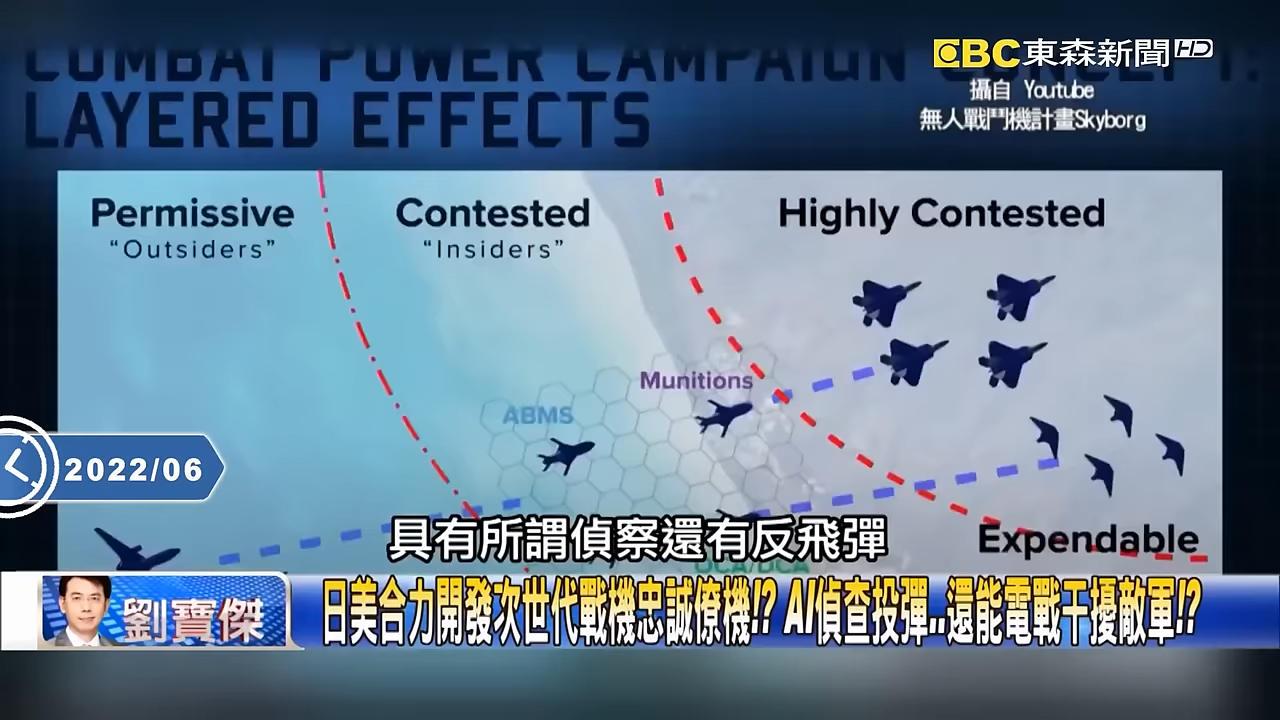 COMBAT POWER CAMPAIGN CONCEPT:
LAYERED EFFECTS
EBC東森新聞HD
攝自 Youtube
無人戰鬥機計畫Skyborg
Permissive
“Outsiders”
Contested
“Insiders”
Highly Contested
Munitions
ABMS
2022/06
Expendable
具有所謂偵察還有反飛彈
OCA/DCA
劉寶傑
日美合力開發次世代戰機忠誠僚機!? AI偵查投彈..還能電戰干擾敵軍!?